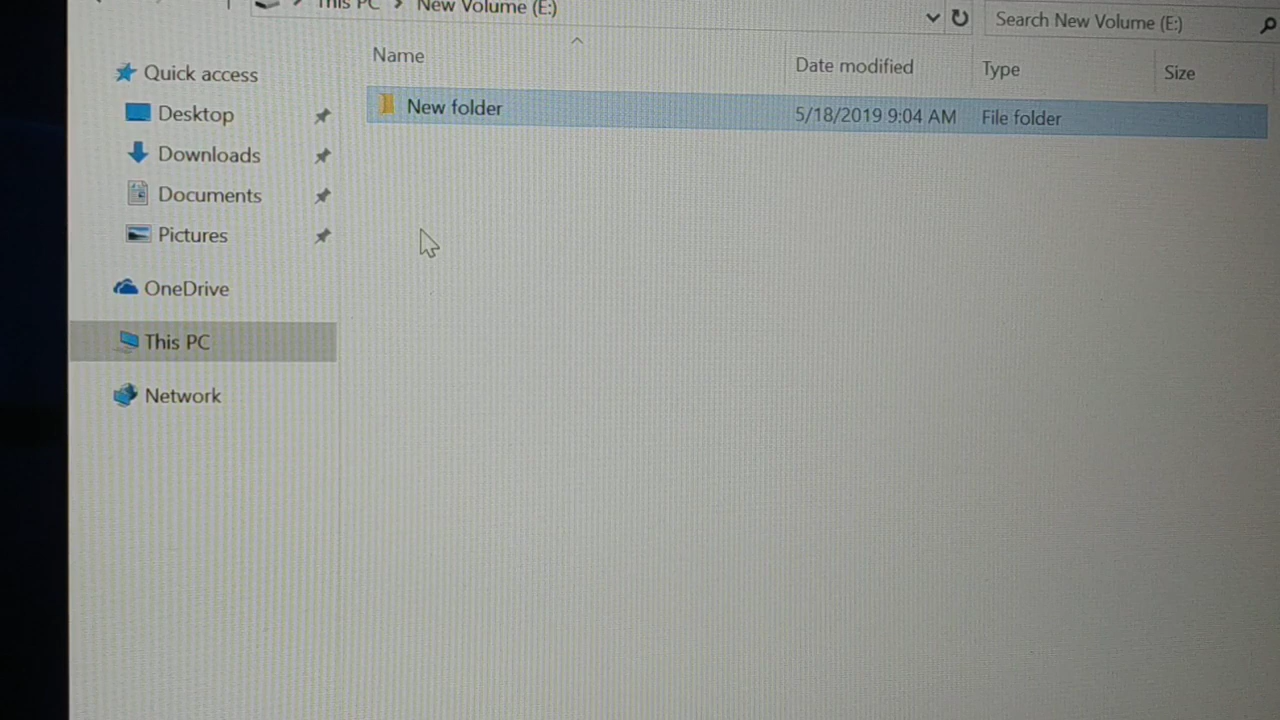 This PC > New Volume (E:)
Search New Volume (E:)
Name
Date modified
Type
Size
New folder
5/18/2019 9:04 AM
File folder
Quick access
Desktop
Downloads
Documents
Pictures
OneDrive
This PC
Network